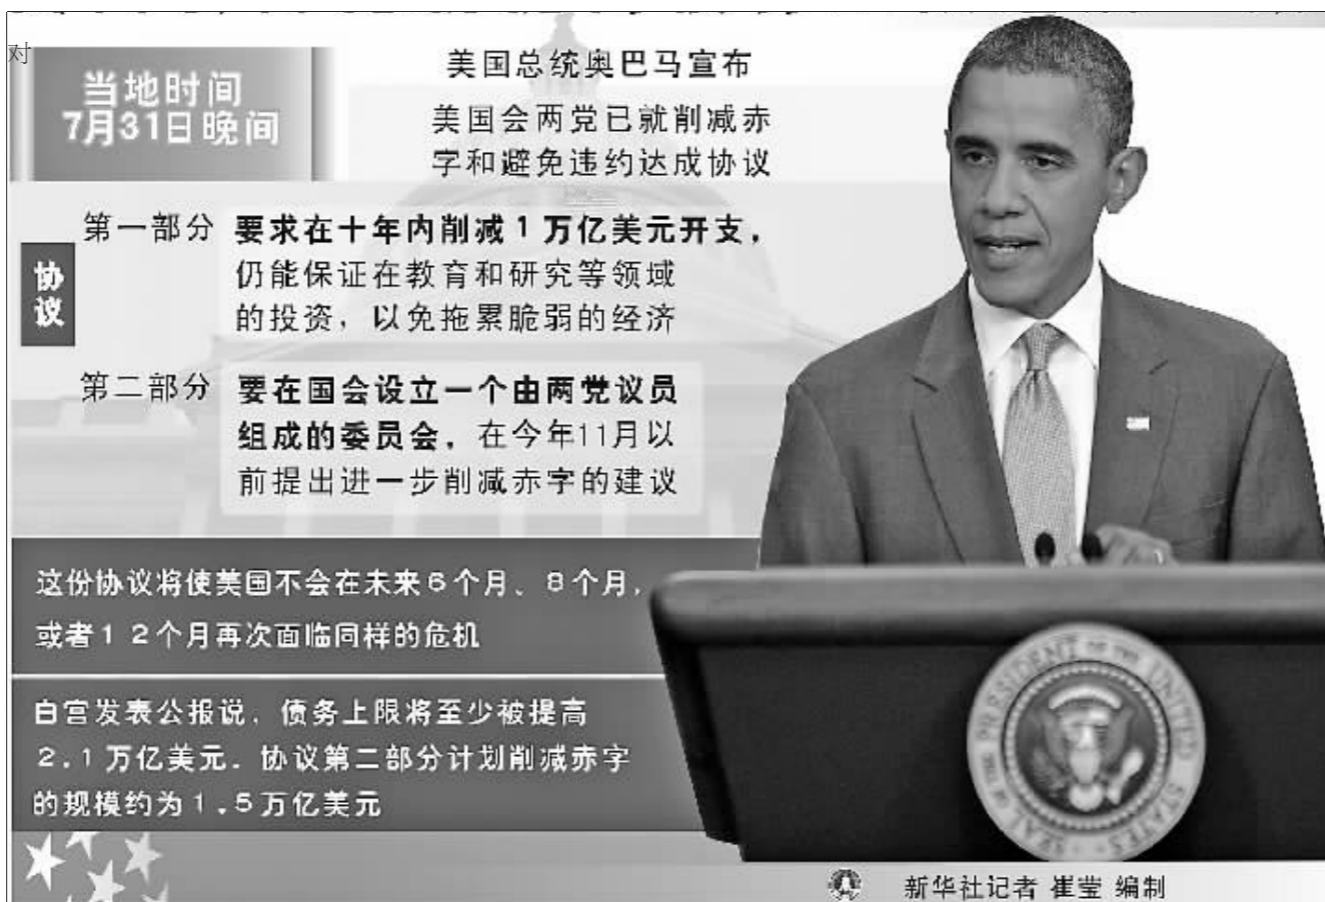 对
当地时间
7月31日晚间
美国总统奥巴马宣布
美国会两党已就削减赤
字和避免违约达成协议
协议
第一部分
要求在十年内削减1万亿美元开支，
仍能保证在教育和研究等领域
的投资，以免拖累脆弱的经济
第二部分
要在国会设立一个由两党议员
组成的委员会，在今年11月以
前提出进一步削减赤字的建议
这份协议将使美国不会在未来6个月、8个月，
或者12个月再次面临同样的危机
白宫发表公报说，债务上限将至少被提高
2.1万亿美元．协议第二部分计划削减赤字
的规模约为1.5万亿美元
SEAL OF THE PRESIDENT OF THE UNITED STATES
新华社记者 崔莹 编制